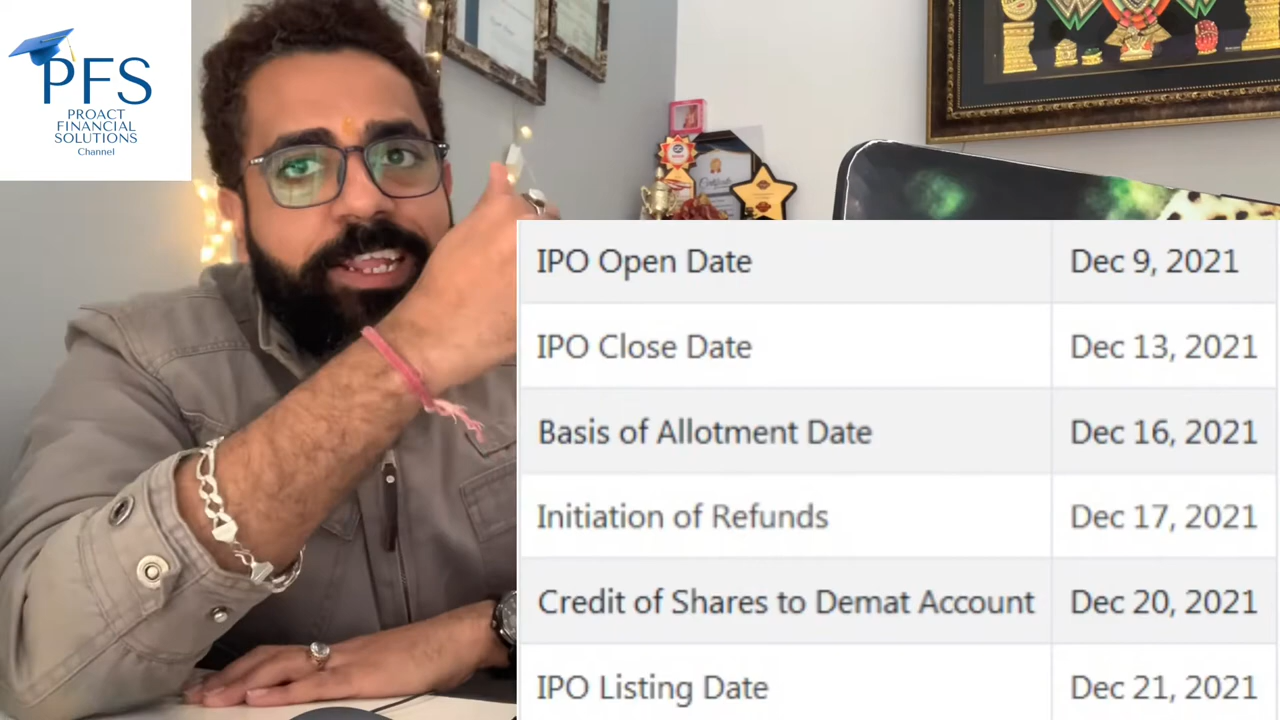 PFS
PROACT
FINANCIAL
SOLUTIONS
Channel
Certificate
IPO Open Date Dec 9, 2021
IPO Close Date Dec 13, 2021
Basis of Allotment Date Dec 16, 2021
Initiation of Refunds Dec 17, 2021
Credit of Shares to Demat Account Dec 20, 2021
IPO Listing Date Dec 21, 2021